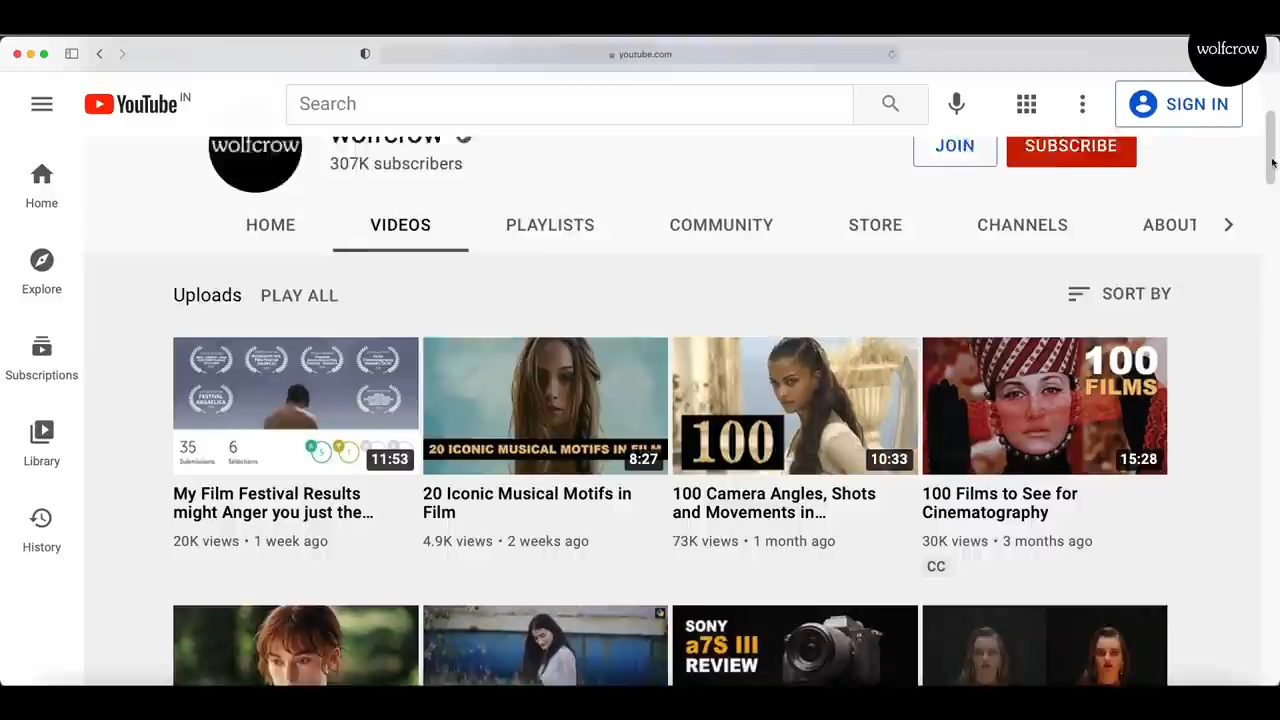 youtube.com
wolfcrow
YouTube IN
Search
SIGN IN
wolfcrow
wolfcrow
307K subscribers
JOIN
SUBSCRIBE
Home
Explore
Subscriptions
Library
History
HOME
VIDEOS
PLAYLISTS
COMMUNITY
STORE
CHANNELS
ABOUT
Uploads
PLAY ALL
SORT BY
FESTIVAL
ANGAELICA
35
6
Submissions
Selections
11:53
My Film Festival Results
might Anger you just the…
20K views • 1 week ago
20 ICONIC MUSICAL MOTIFS IN FILM
8:27
20 Iconic Musical Motifs in
Film
4.9K views • 2 weeks ago
100
10:33
100 Camera Angles, Shots
and Movements in…
73K views • 1 month ago
100
FILMS
15:28
100 Films to See for
Cinematography
30K views • 3 months ago
CC
SONY
a7S III
REVIEW